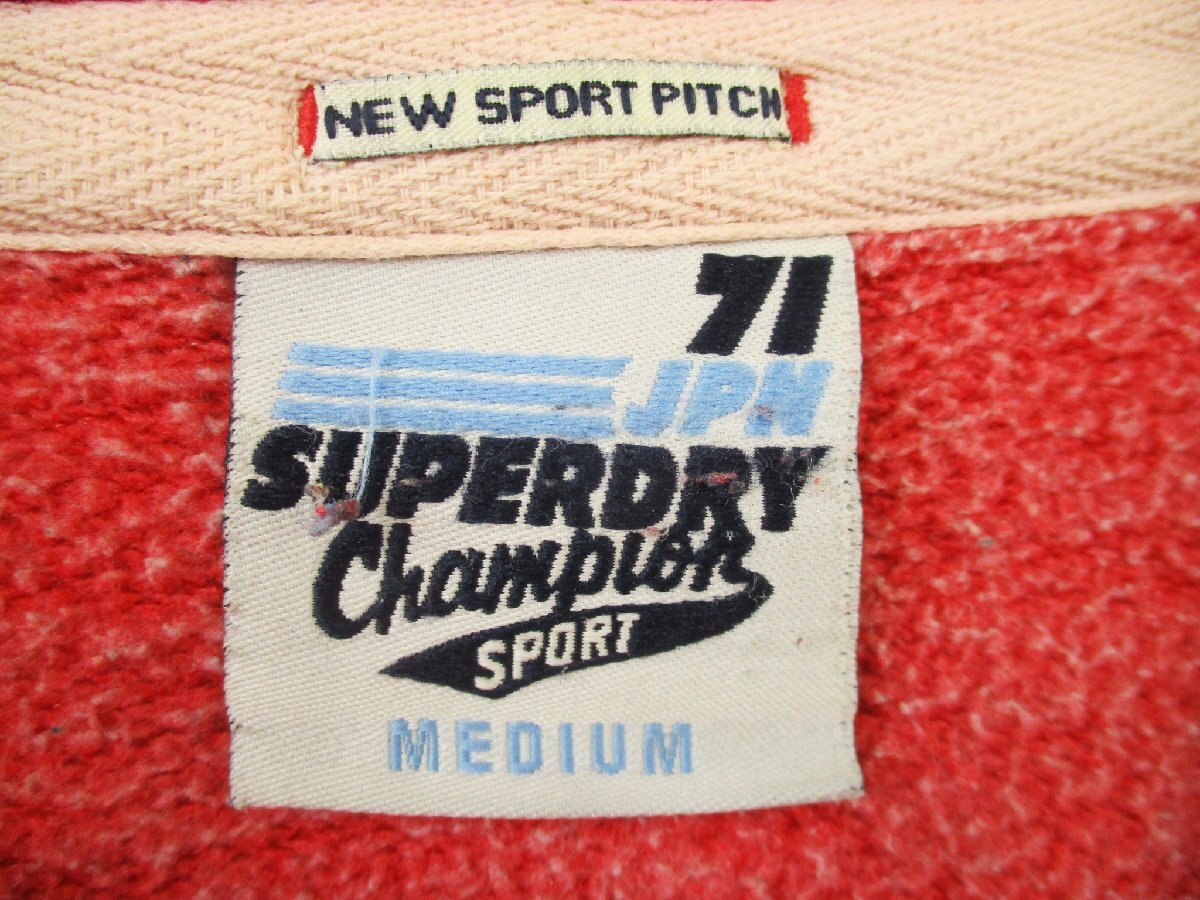 NEW SPORT PITCH
71
JPN
SUPERDRY
Champion
SPORT
MEDIUM